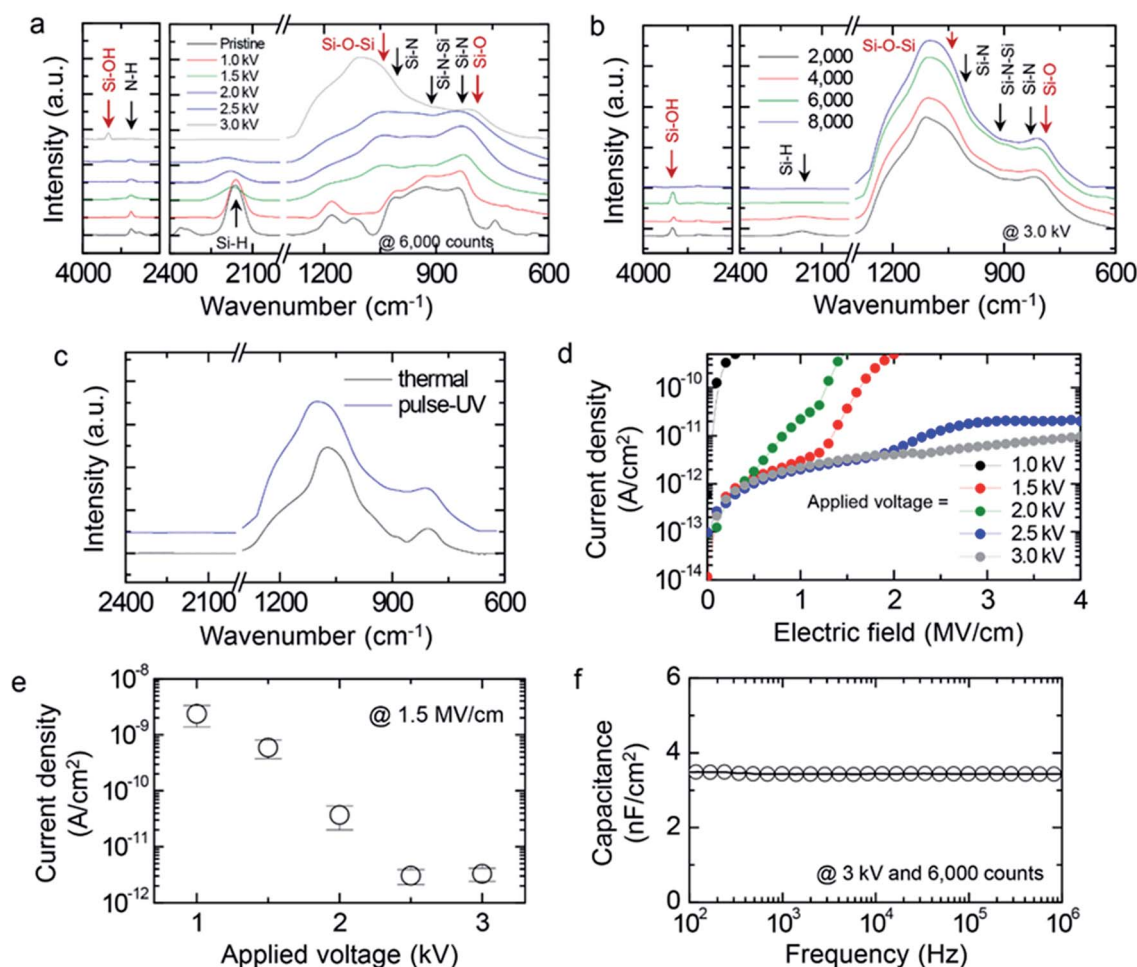 a
Intensity (a.u.)
Si-OH
N-H
Pristine
1.0 kV
1.5 kV
2.0 kV
2.5 kV
3.0 kV
Si-H
Si-O-Si
Si-N
Si-N-Si
Si-N
Si-O
@ 6,000 counts
4000 2400 2100 1200 900 600
Wavenumber (cm⁻¹)
b
Intensity (a.u.)
Si-OH
Si-H
2,000
4,000
6,000
8,000
Si-O-Si
Si-N
Si-N-Si
Si-N
Si-O
@ 3.0 kV
4000 2400 2100 1200 900 600
Wavenumber (cm⁻¹)
c
Intensity (a.u.)
thermal
pulse-UV
2400 2100 1200 900 600
Wavenumber (cm⁻¹)
d
Current density
(A/cm²)
10⁻¹⁰
10⁻¹¹
10⁻¹²
10⁻¹³
10⁻¹⁴
Applied voltage =
1.0 kV
1.5 kV
2.0 kV
2.5 kV
3.0 kV
0 1 2 3 4
Electric field (MV/cm)
e
Current density
(A/cm²)
10⁻⁸
10⁻⁹
10⁻¹⁰
10⁻¹¹
10⁻¹²
@ 1.5 MV/cm
1 2 3
Applied voltage (kV)
f
Capacitance
(nF/cm²)
6
4
2
0
@ 3 kV and 6,000 counts
10² 10³ 10⁴ 10⁵ 10⁶
Frequency (Hz)